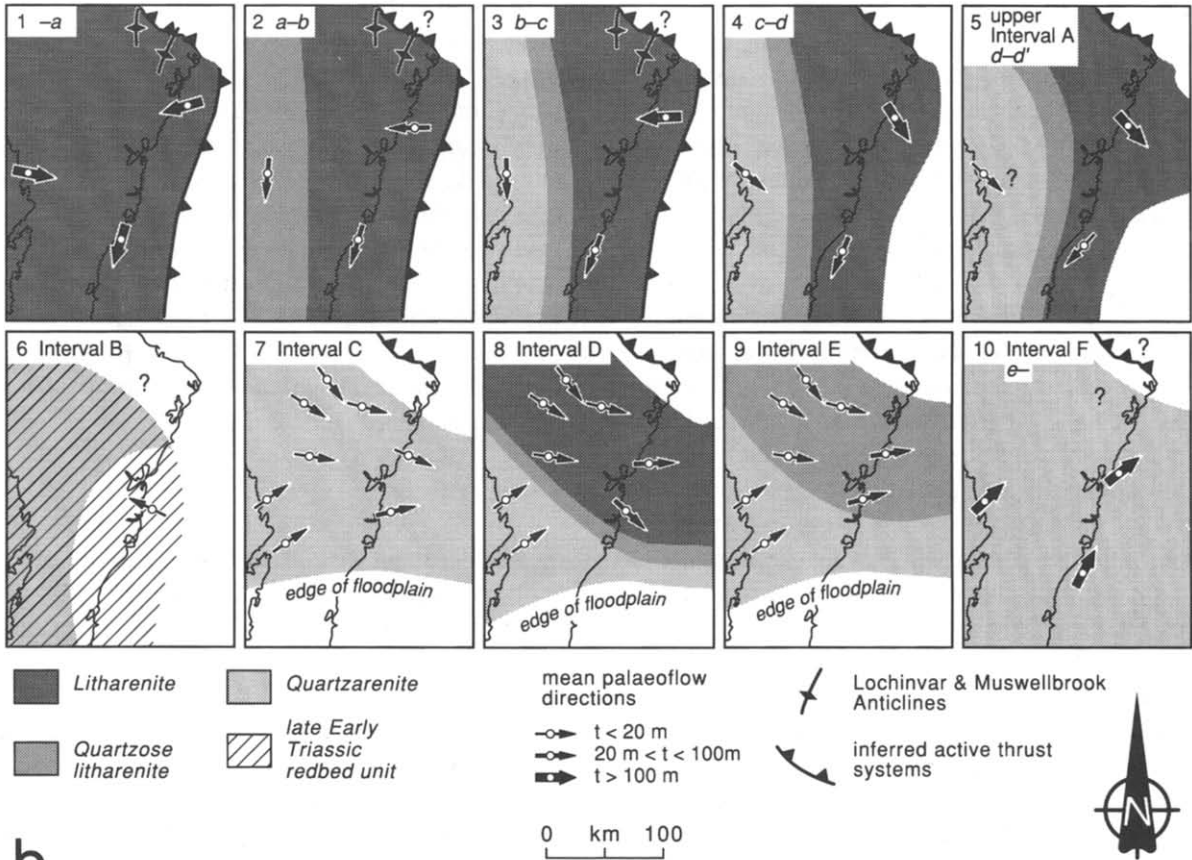 1 –a
2 a–b
?
3 b–c
?
4 c–d
5 upper
Interval A
d–d'
?
6 Interval B
?
7 Interval C
edge of floodplain
8 Interval D
edge of floodplain
9 Interval E
edge of floodplain
10 Interval F
e–
?
?
Litharenite
Quartzose
litharenite
Quartzarenite
late Early
Triassic
redbed unit
mean palaeoflow
directions
t < 20 m
20 m < t < 100m
t > 100 m
Lochinvar & Muswellbrook
Anticlines
inferred active thrust
systems
0 km 100
N
b